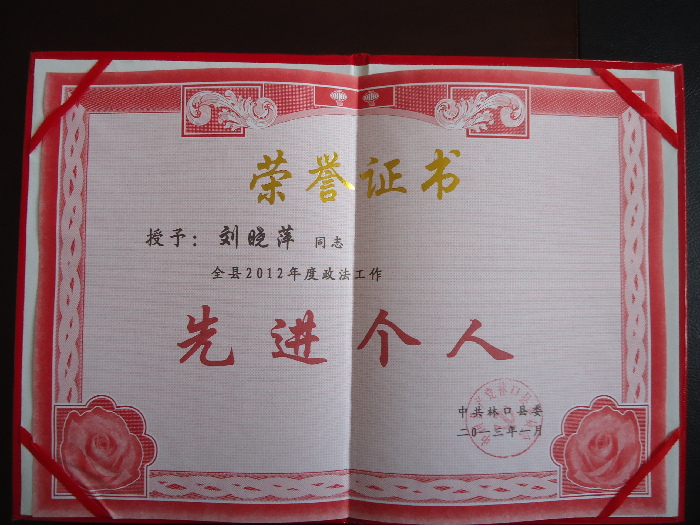 荣誉证书
授予：刘晓萍 同志
全县2012年度政法工作
先进个人
中共林口县委
二〇一三年一月